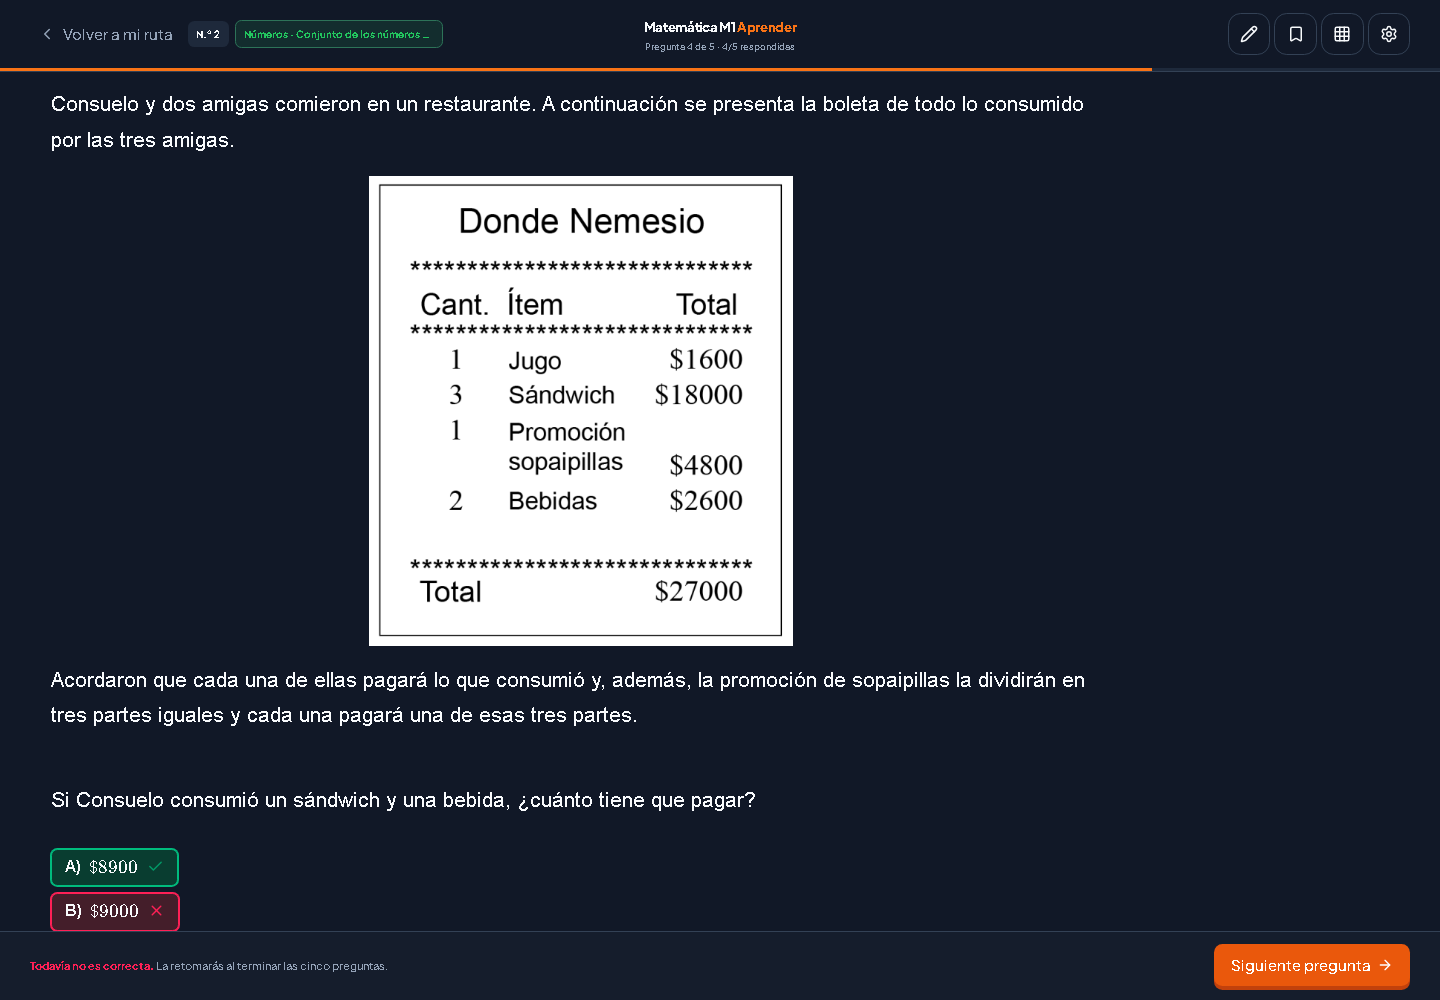 Volver a mi ruta
N.º 2
Números · Conjunto de los números ...
Matemática M1 Aprender
Pregunta 4 de 5 · 4/5 respondidas
Consuelo y dos amigas comieron en un restaurante. A continuación se presenta la boleta de todo lo consumido
por las tres amigas.
Donde Nemesio
******************************
Cant. Ítem Total
******************************
1 Jugo $1600
3 Sándwich $18000
1 Promoción
sopaipillas $4800
2 Bebidas $2600
******************************
Total $27000
Acordaron que cada una de ellas pagará lo que consumió y, además, la promoción de sopaipillas la dividirán en
tres partes iguales y cada una pagará una de esas tres partes.
Si Consuelo consumió un sándwich y una bebida, ¿cuánto tiene que pagar?
A) $8900
B) $9000
Todavía no es correcta. La retomarás al terminar las cinco preguntas.
Siguiente pregunta